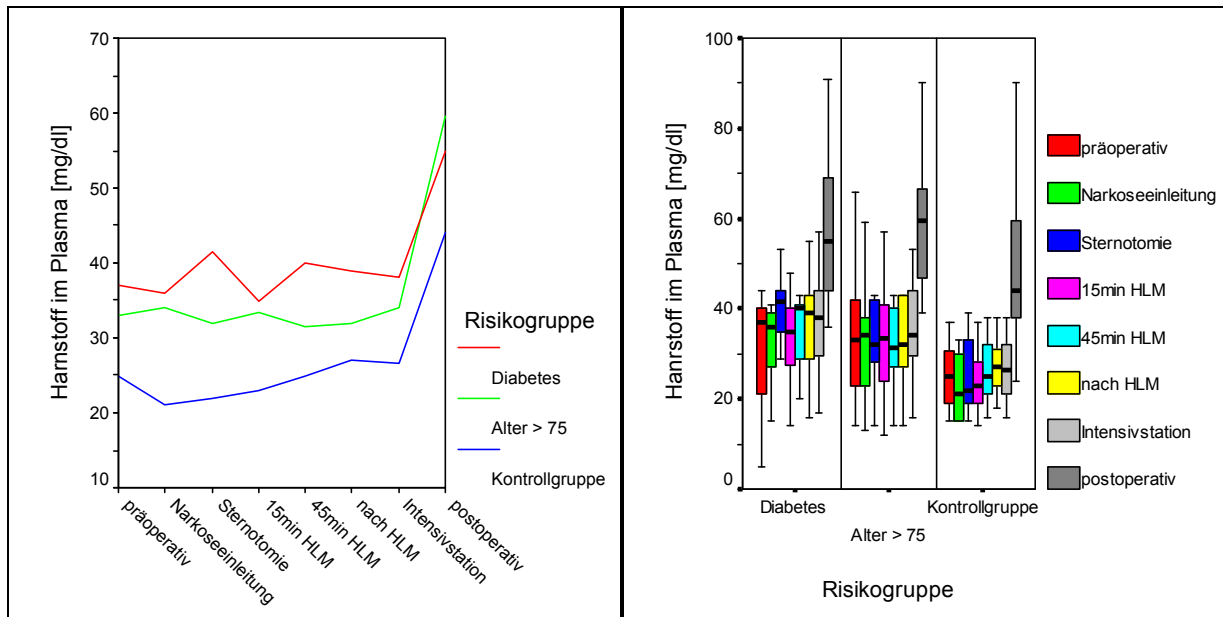 70
60
50
40
30
20
10
Harnstoff im Plasma [mg/dl]
präoperativ
Narkoseeinleitung
Sternotomie
15min HLM
45min HLM
nach HLM
Intensivstation
postoperativ
Risikogruppe
Diabetes
Alter > 75
Kontrollgruppe
100
80
60
40
20
0
Hanrstoff im Plasma [mg/dl]
Diabetes
Alter > 75
Kontrollgruppe
Risikogruppe
präoperativ
Narkoseeinleitung
Sternotomie
15min HLM
45min HLM
nach HLM
Intensivstation
postoperativ